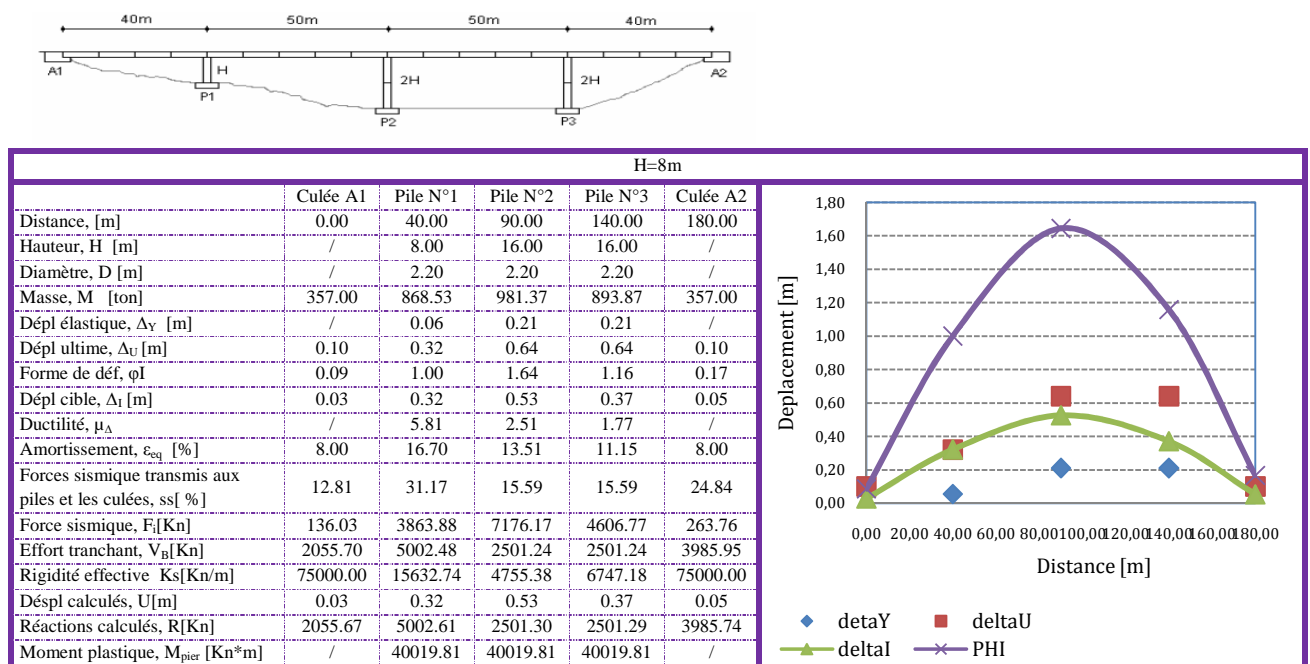 40m 50m 50m 40m
A1 H 2H 2H A2
P1
P2 P3
H=8m
Culée A1 Pile N°1 Pile N°2 Pile N°3 Culée A2
Distance, [m] 0.00 40.00 90.00 140.00 180.00
Hauteur, H [m] / 8.00 16.00 16.00 /
Diamètre, D [m] / 2.20 2.20 2.20 /
Masse, M [ton] 357.00 868.53 981.37 893.87 357.00
Dépl élastique, ΔY [m] / 0.06 0.21 0.21 /
Dépl ultime, ΔU [m] 0.10 0.32 0.64 0.64 0.10
Forme de déf, φI 0.09 1.00 1.64 1.16 0.17
Dépl cible, ΔI [m] 0.03 0.32 0.53 0.37 0.05
Ductilité, μΔ / 5.81 2.51 1.77 /
Amortissement, εeq [%] 8.00 16.70 13.51 11.15 8.00
Forces sismique transmis aux
piles et les culées, ss[ %] 12.81 31.17 15.59 15.59 24.84
Force sismique, Fi[Kn] 136.03 3863.88 7176.17 4606.77 263.76
Effort tranchant, VB[Kn] 2055.70 5002.48 2501.24 2501.24 3985.95
Rigidité effective Ks[Kn/m] 75000.00 15632.74 4755.38 6747.18 75000.00
Déspl calculés, U[m] 0.03 0.32 0.53 0.37 0.05
Réactions calculés, R[Kn] 2055.67 5002.61 2501.30 2501.29 3985.74
Moment plastique, Mpier [Kn*m] / 40019.81 40019.81 40019.81 /
Deplacement [m]
1,80
1,60
1,40
1,20
1,00
0,80
0,60
0,40
0,20
0,00
0,00 20,00 40,00 60,00 80,00 100,00 120,00 140,00 160,00 180,00
Distance [m]
detaY deltaU
deltaI PHI